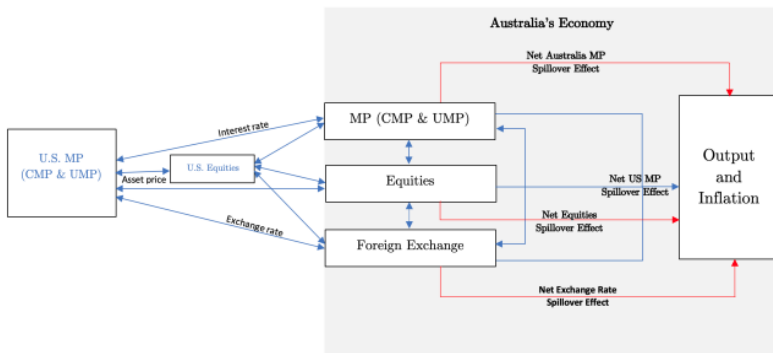 Australia's Economy
Net Australia MP
Spillover Effect
Interest rate
MP (CMP & UMP)
U.S. MP
(CMP & UMP)
U.S. Equities
Asset price
Equities
Net US MP
Spillover Effect
Output
and
Inflation
Net Equities
Spillover Effect
Exchange rate
Foreign Exchange
Net Exchange Rate
Spillover Effect